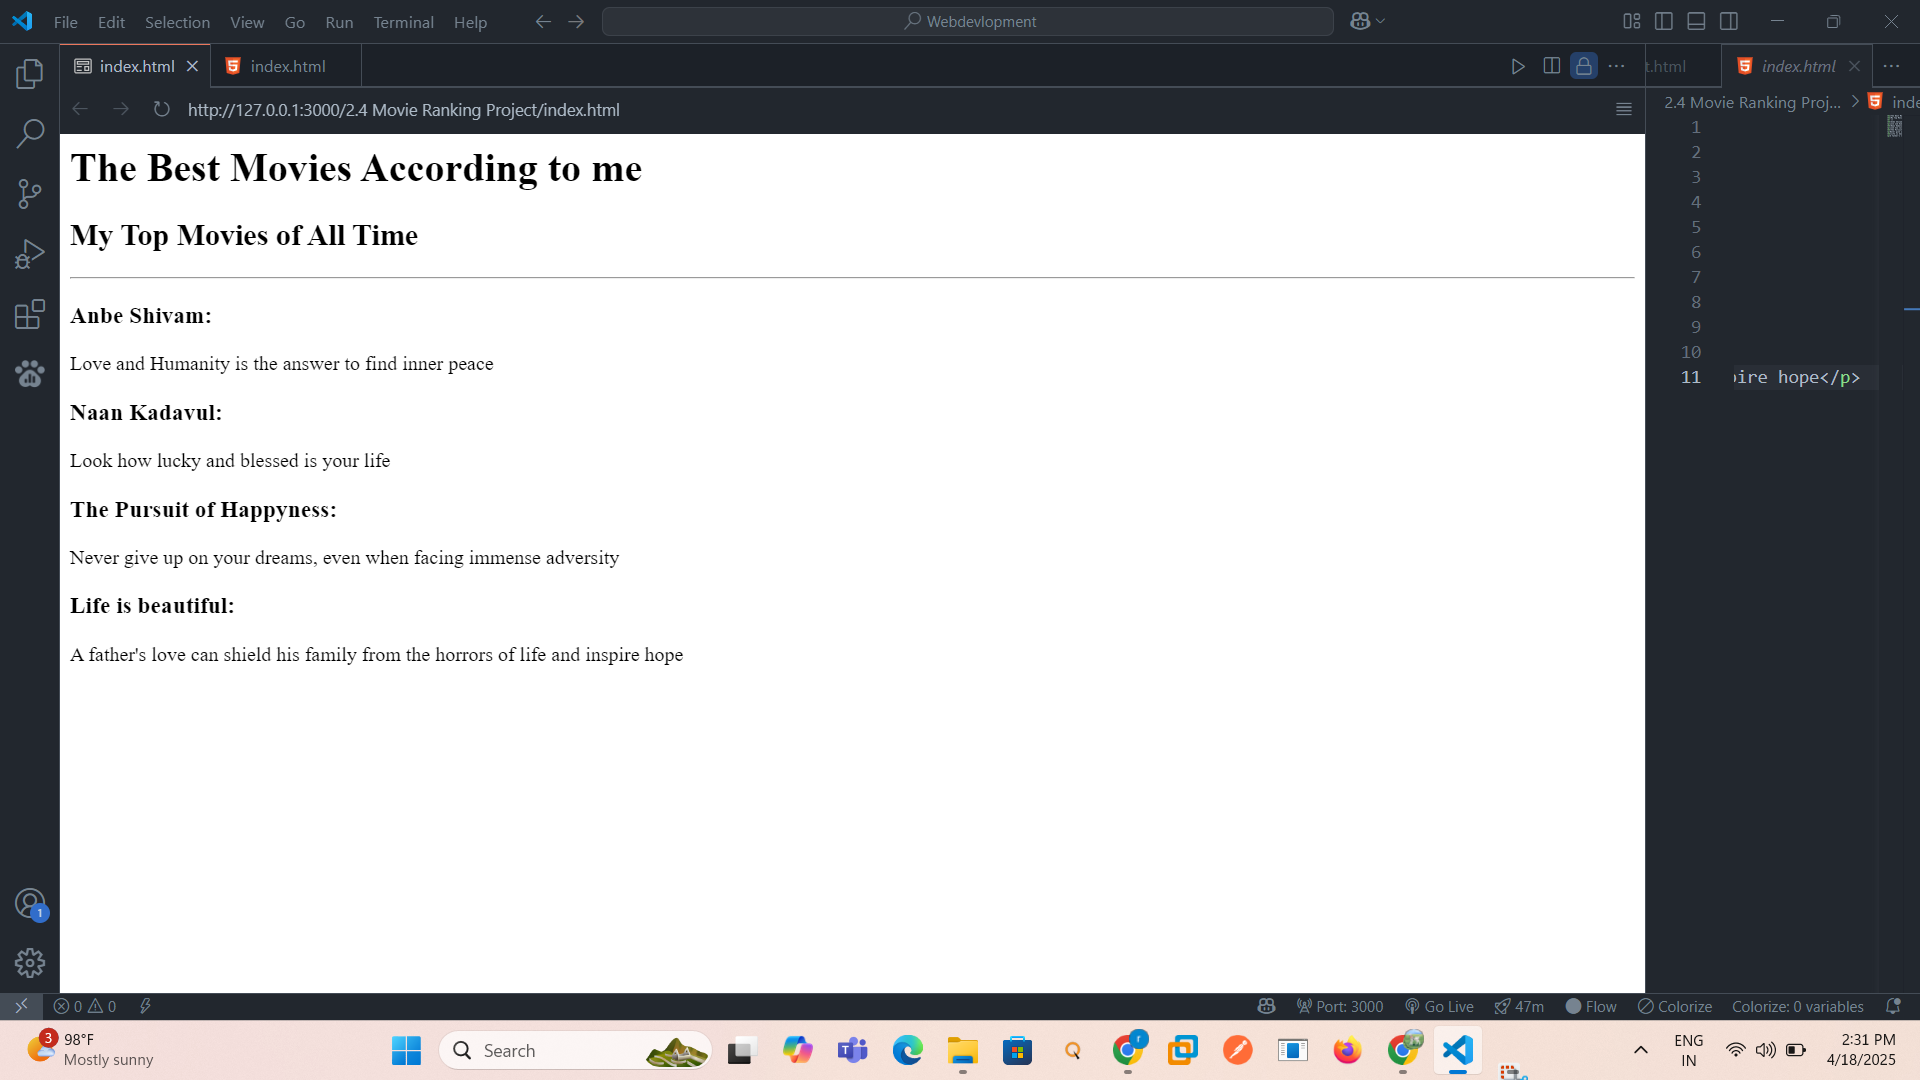 File Edit Selection View Go Run Terminal Help
Webdevlopment
index.html
index.html
t.html
index.html
http://127.0.0.1:3000/2.4 Movie Ranking Project/index.html
2.4 Movie Ranking Proj...
inde
The Best Movies According to me
My Top Movies of All Time
Anbe Shivam:
Love and Humanity is the answer to find inner peace
Naan Kadavul:
Look how lucky and blessed is your life
The Pursuit of Happyness:
Never give up on your dreams, even when facing immense adversity
Life is beautiful:
A father's love can shield his family from the horrors of life and inspire hope
1
2
3
4
5
6
7
8
9
10
11 ire hope</p>
1
0 0
Port: 3000 Go Live 47m Flow Colorize Colorize: 0 variables
3
98°F
Mostly sunny
Search
r
ENG
IN
2:31 PM
4/18/2025